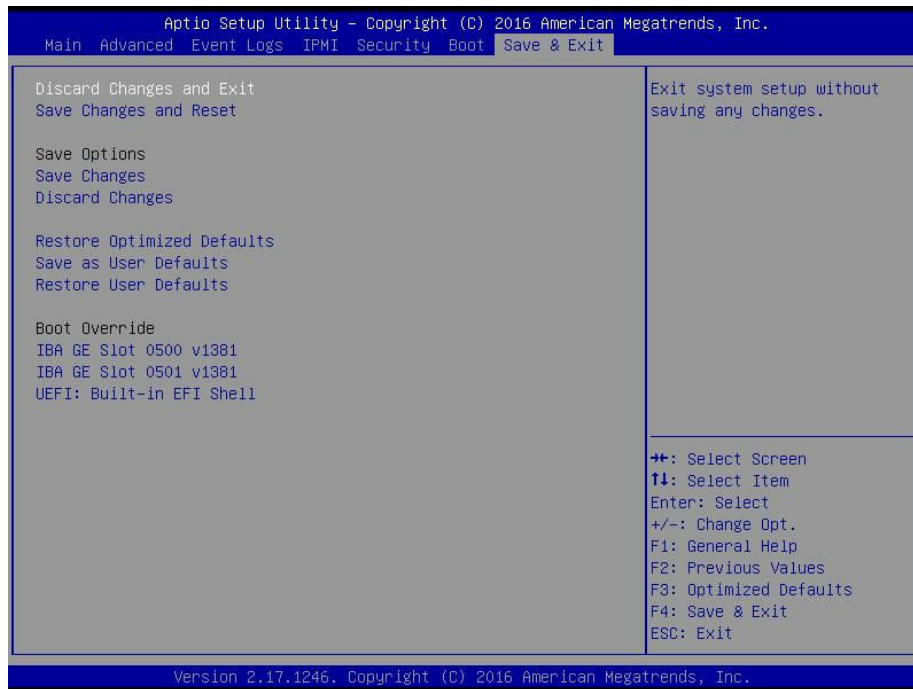 Aptio Setup Utility – Copyright (C) 2016 American Megatrends, Inc.
Main Advanced Event Logs IPMI Security Boot Save & Exit
Discard Changes and Exit
Save Changes and Reset
Save Options
Save Changes
Discard Changes
Restore Optimized Defaults
Save as User Defaults
Restore User Defaults
Boot Override
IBA GE Slot 0500 v1381
IBA GE Slot 0501 v1381
UEFI: Built-in EFI Shell
Exit system setup without
saving any changes.
→←: Select Screen
↑↓: Select Item
Enter: Select
+/-: Change Opt.
F1: General Help
F2: Previous Values
F3: Optimized Defaults
F4: Save & Exit
ESC: Exit
Version 2.17.1246. Copyright (C) 2016 American Megatrends, Inc.